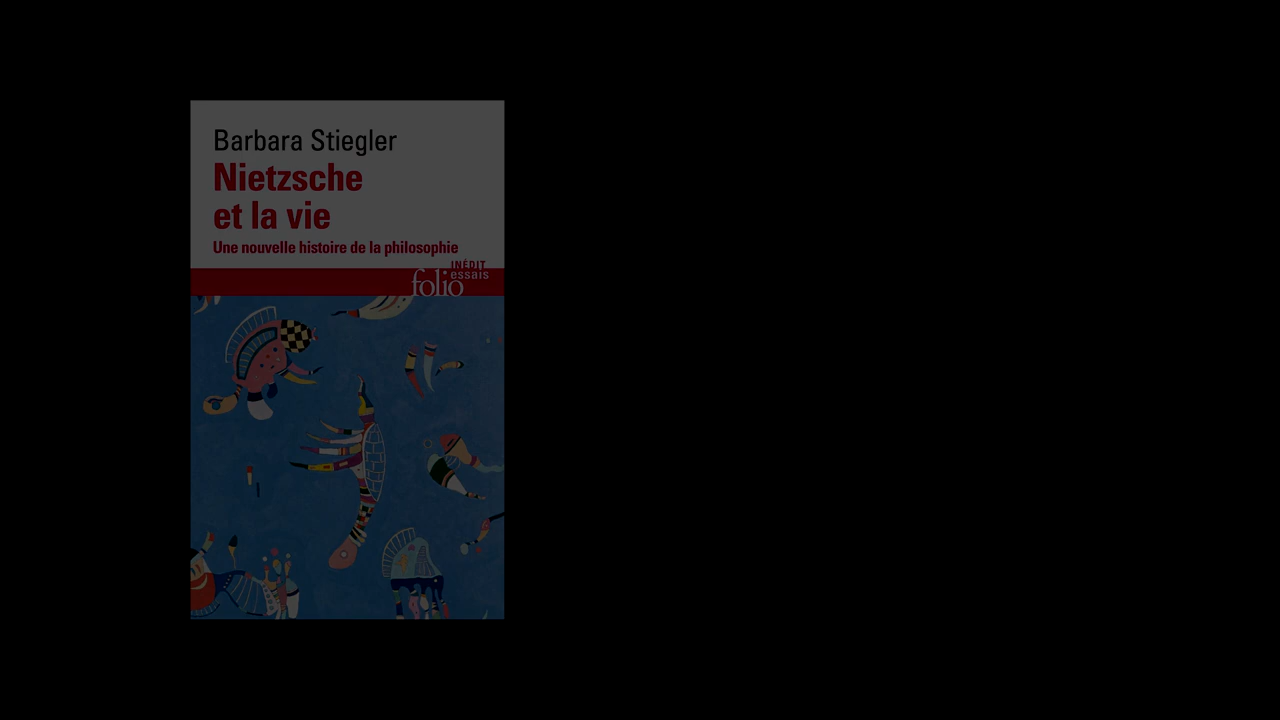 Barbara Stiegler
Nietzsche
et la vie
Une nouvelle histoire de la philosophie
INÉDIT
essais
folio